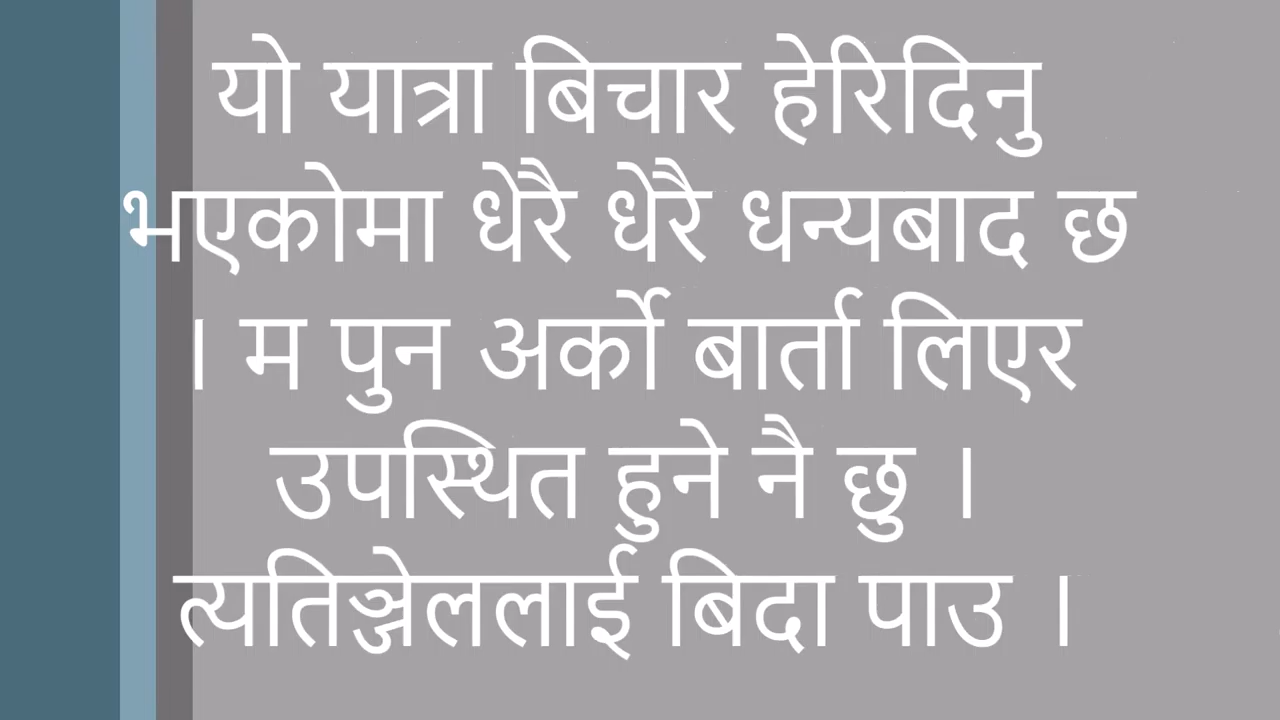 यो यात्रा बिचार हेरिदिनु
भएकोमा धेरै धेरै धन्यबाद छ
। म पुन अर्को बार्ता लिएर
उपस्थित हुने नै छु ।
त्यतिञ्जेललाई बिदा पाउ ।